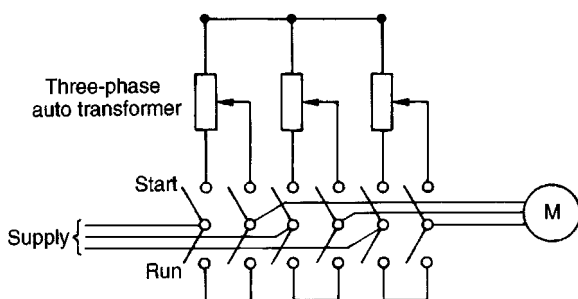 Three-phase
auto transformer
Start
Supply
Run
M